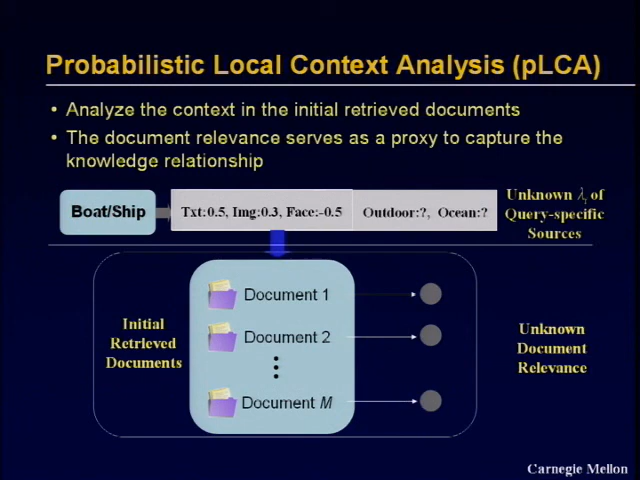 Probabilistic Local Context Analysis (pLCA)
• Analyze the context in the initial retrieved documents
• The document relevance serves as a proxy to capture the
knowledge relationship
Boat/Ship
Txt:0.5, Img:0.3, Face:-0.5
Outdoor:?, Ocean:?
Unknown λ_l of
Query-specific
Sources
Initial
Retrieved
Documents
Document 1
Document 2
Document M
Unknown
Document
Relevance
Carnegie Mellon